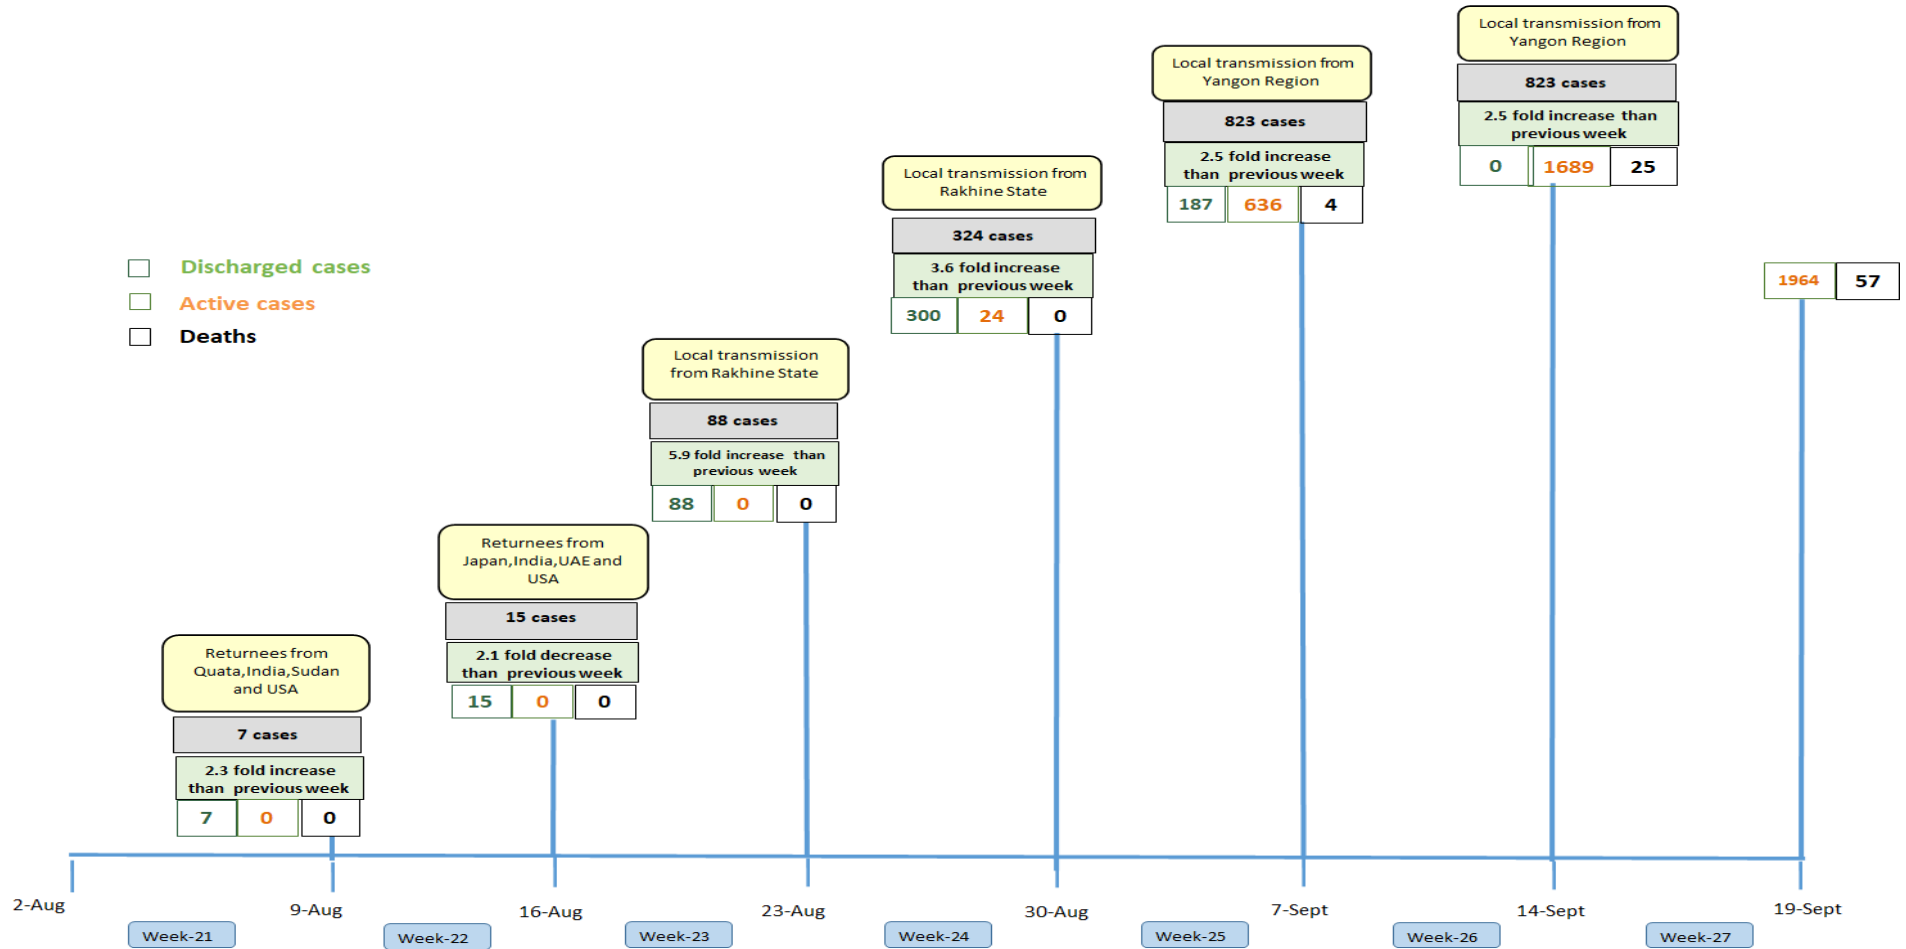 Local transmission from
Yangon Region
823 cases
2.5 fold increase than
previous week
0 1689 25
Local transmission from
Yangon Region
823 cases
2.5 fold increase
than previous week
187 636 4
Local transmission from
Rakhine State
324 cases
3.6 fold increase
than previous week
300 24 0
1964 57
Discharged cases
Active cases
Deaths
Local transmission
from Rakhine State
88 cases
5.9 fold increase than
previous week
88 0 0
Returnees from
Japan,India,UAE and
USA
15 cases
2.1 fold decrease
than previous week
15 0 0
Returnees from
Quata,India,Sudan
and USA
7 cases
2.3 fold increase
than previous week
7 0 0
2-Aug 9-Aug 16-Aug 23-Aug 30-Aug 7-Sept 14-Sept 19-Sept
Week-21 Week-22 Week-23 Week-24 Week-25 Week-26 Week-27